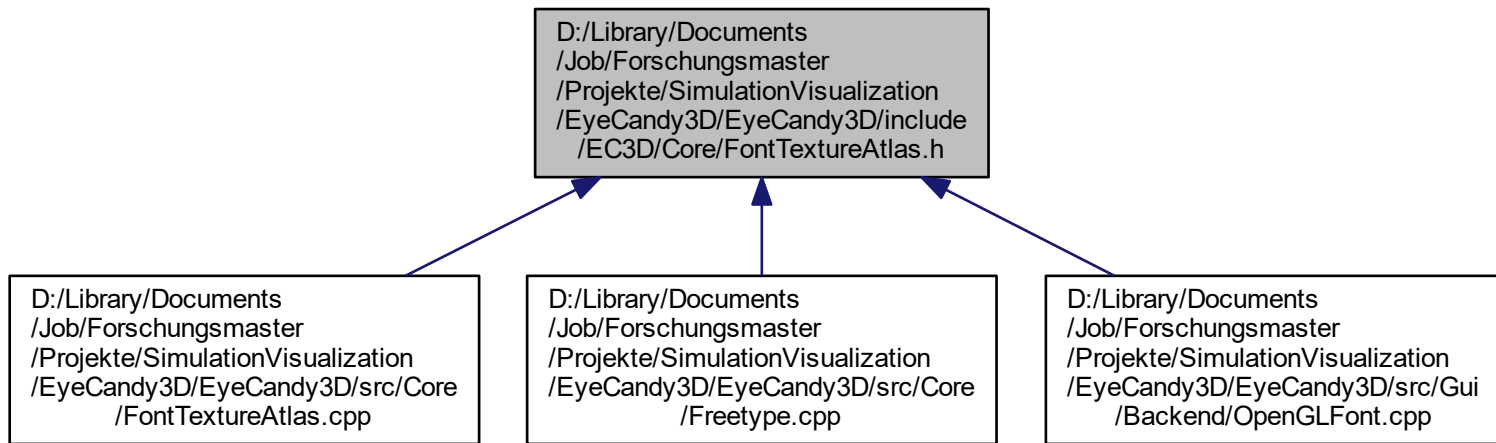 D:/Library/Documents
/Job/Forschungsmaster
/Projekte/SimulationVisualization
/EyeCandy3D/EyeCandy3D/include
/EC3D/Core/FontTextureAtlas.h
D:/Library/Documents
/Job/Forschungsmaster
/Projekte/SimulationVisualization
/EyeCandy3D/EyeCandy3D/src/Core
/FontTextureAtlas.cpp
D:/Library/Documents
/Job/Forschungsmaster
/Projekte/SimulationVisualization
/EyeCandy3D/EyeCandy3D/src/Core
/Freetype.cpp
D:/Library/Documents
/Job/Forschungsmaster
/Projekte/SimulationVisualization
/EyeCandy3D/EyeCandy3D/src/Gui
/Backend/OpenGLFont.cpp